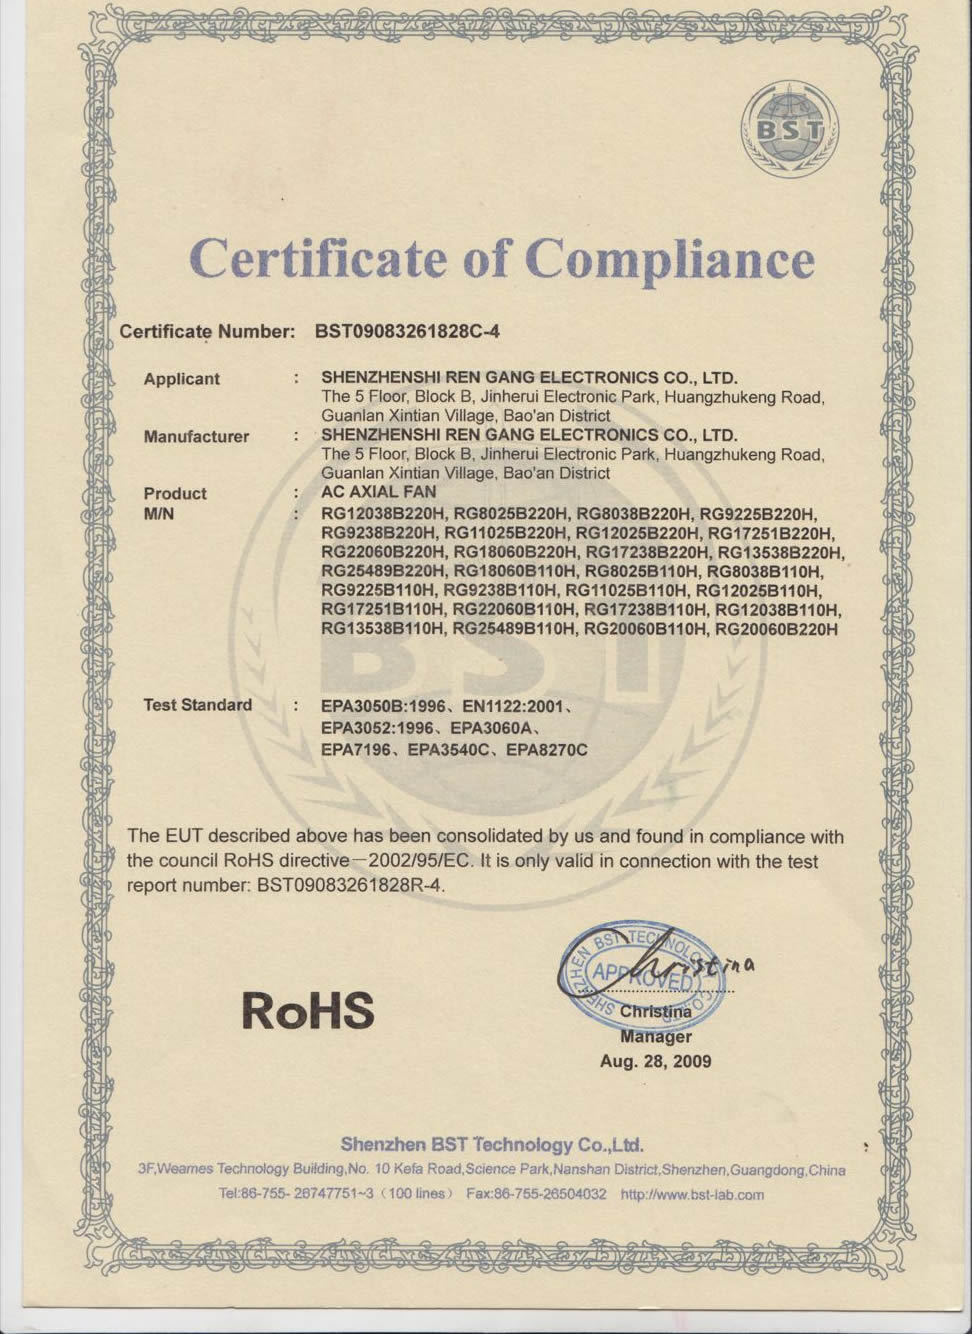 BST
Certificate of Compliance
Certificate Number: BST09083261828C-4
Applicant : SHENZHENSHI REN GANG ELECTRONICS CO., LTD.
The 5 Floor, Block B, Jinherui Electronic Park, Huangzhukeng Road,
Guanlan Xintian Village, Bao'an District
Manufacturer : SHENZHENSHI REN GANG ELECTRONICS CO., LTD.
The 5 Floor, Block B, Jinherui Electronic Park, Huangzhukeng Road,
Guanlan Xintian Village, Bao'an District
Product : AC AXIAL FAN
M/N : RG12038B220H, RG8025B220H, RG8038B220H, RG9225B220H,
RG9238B220H, RG11025B220H, RG12025B220H, RG17251B220H,
RG22060B220H, RG18060B220H, RG17238B220H, RG13538B220H,
RG25489B220H, RG18060B110H, RG8025B110H, RG8038B110H,
RG9225B110H, RG9238B110H, RG11025B110H, RG12025B110H,
RG17251B110H, RG22060B110H, RG17238B110H, RG12038B110H,
RG13538B110H, RG25489B110H, RG20060B110H, RG20060B220H
BST
Test Standard : EPA3050B:1996、EN1122:2001、
EPA3052:1996、EPA3060A、
EPA7196、EPA3540C、EPA8270C
The EUT described above has been consolidated by us and found in compliance with
the council RoHS directive—2002/95/EC. It is only valid in connection with the test
report number: BST09083261828R-4.
SHENZHEN BST TECHNOLOGY CO.,LTD
APPROVED
Christina
RoHS
Christina
Manager
Aug. 28, 2009
Shenzhen BST Technology Co.,Ltd.
3F,Weames Technology Building,No. 10 Kefa Road,Science Park,Nanshan District,Shenzhen,Guangdong,China
Tel:86-755- 26747751~3（100 lines） Fax:86-755-26504032 http://www.bst-lab.com